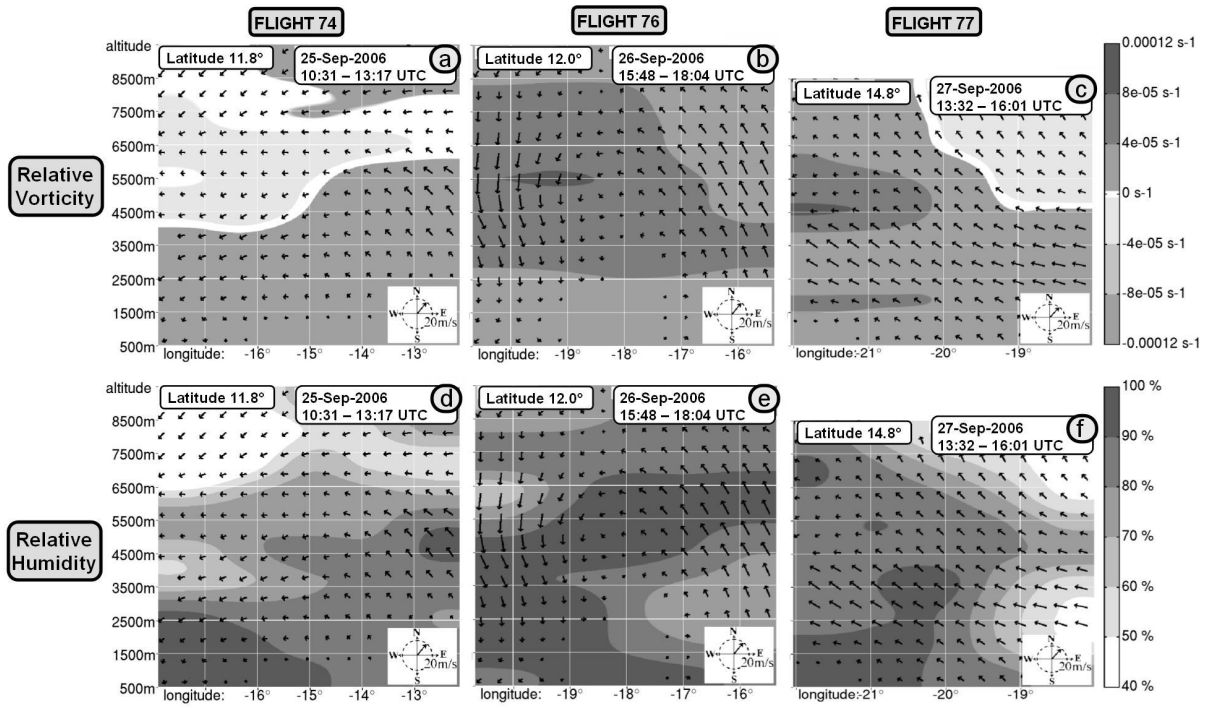 FLIGHT 74
FLIGHT 76
FLIGHT 77
altitude
Latitude 11.8°
25-Sep-2006
10:31 – 13:17 UTC
a
Latitude 12.0°
26-Sep-2006
15:48 – 18:04 UTC
b
Latitude 14.8°
27-Sep-2006
13:32 – 16:01 UTC
c
8500m
7500m
6500m
5500m
4500m
3500m
2500m
1500m
500m
Relative
Vorticity
N
W E
S
20m/s
N
W E
S
20m/s
N
W E
S
20m/s
longitude: -16° -15° -14 -13°
longitude: -19° -18° -17° -16°
longitude:-21° -20° -19°
0.00012 s-1
8e-05 s-1
4e-05 s-1
0 s-1
-4e-05 s-1
-8e-05 s-1
-0.00012 s-1
altitude
Latitude 11.8°
25-Sep-2006
10:31 – 13:17 UTC
d
Latitude 12.0°
26-Sep-2006
15:48 – 18:04 UTC
e
Latitude 14.8°
27-Sep-2006
13:32 – 16:01 UTC
f
8500m
7500m
6500m
5500m
4500m
3500m
2500m
1500m
500m
Relative
Humidity
N
W E
S
20m/s
N
W E
S
20m/s
N
W E
S
20m/s
longitude: -16° -15° -14 -13°
longitude: -19° -18° -17 -16°
longitude: -21° -20° -19°
100 %
90 %
80 %
70 %
60 %
50 %
40 %